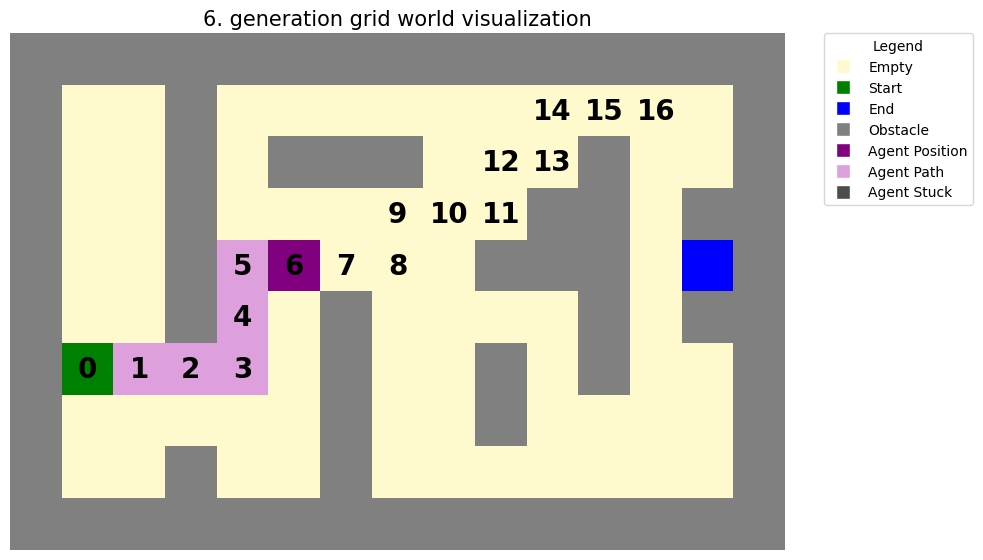 6. generation grid world visualization
Legend
Empty
Start
End
Obstacle
Agent Position
Agent Path
Agent Stuck
14 15 16
12 13
9 10 11
5 6 7 8
4
0 1 2 3